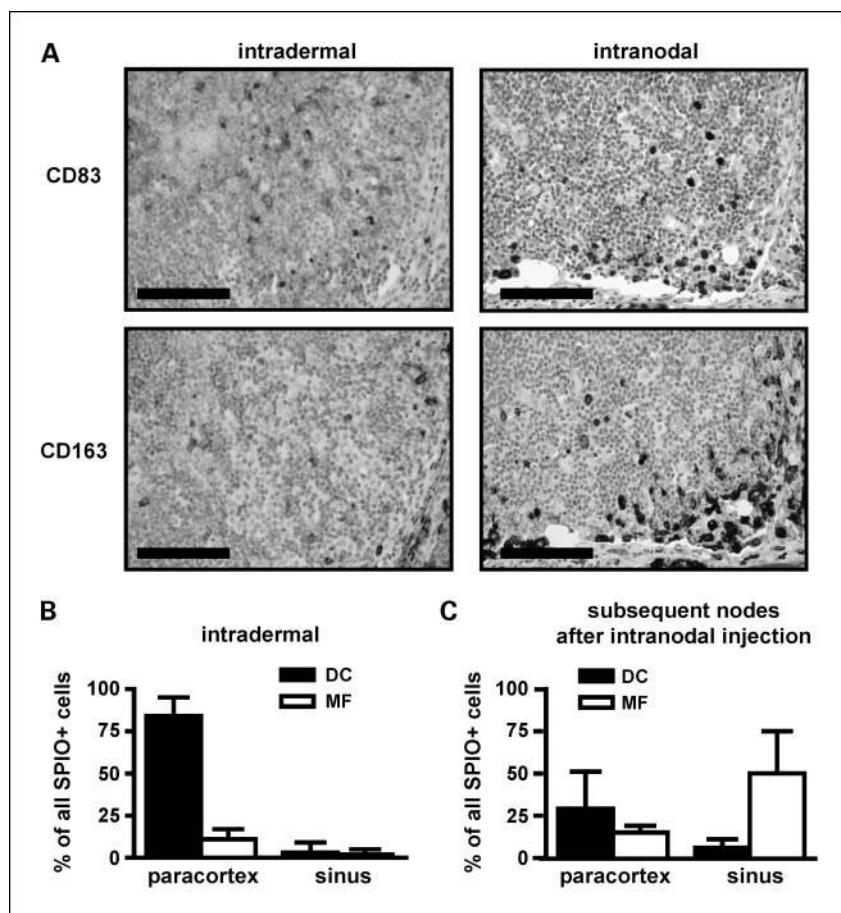 A
intradermal
intranodal
CD83
CD163
B
intradermal
DC
MF
% of all SPIO+ cells
100
75
50
25
0
paracortex
sinus
C
subsequent nodes
after intranodal injection
DC
MF
% of all SPIO+ cells
100
75
50
25
0
paracortex
sinus